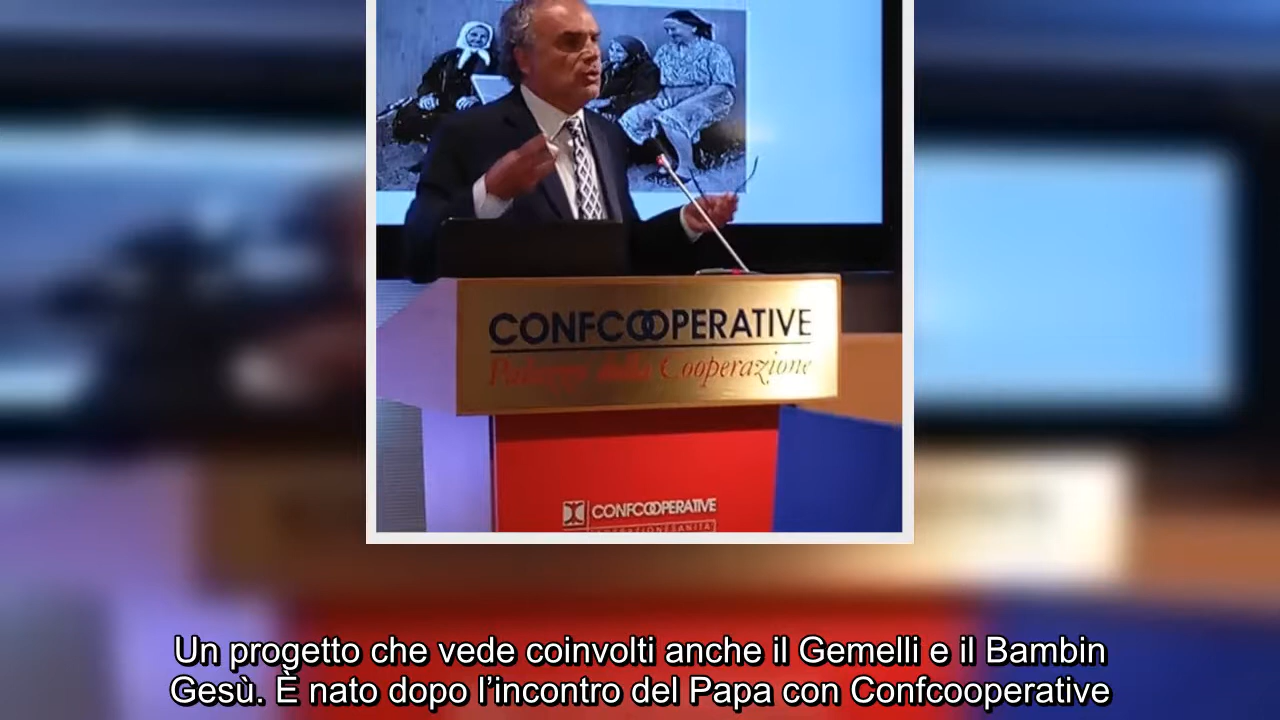 CONFCOOPERATIVE
Palazzo della Cooperazione
CONFCOOPERATIVE
Un progetto che vede coinvolti anche il Gemelli e il Bambin
Gesù. È nato dopo l’incontro del Papa con Confcooperative